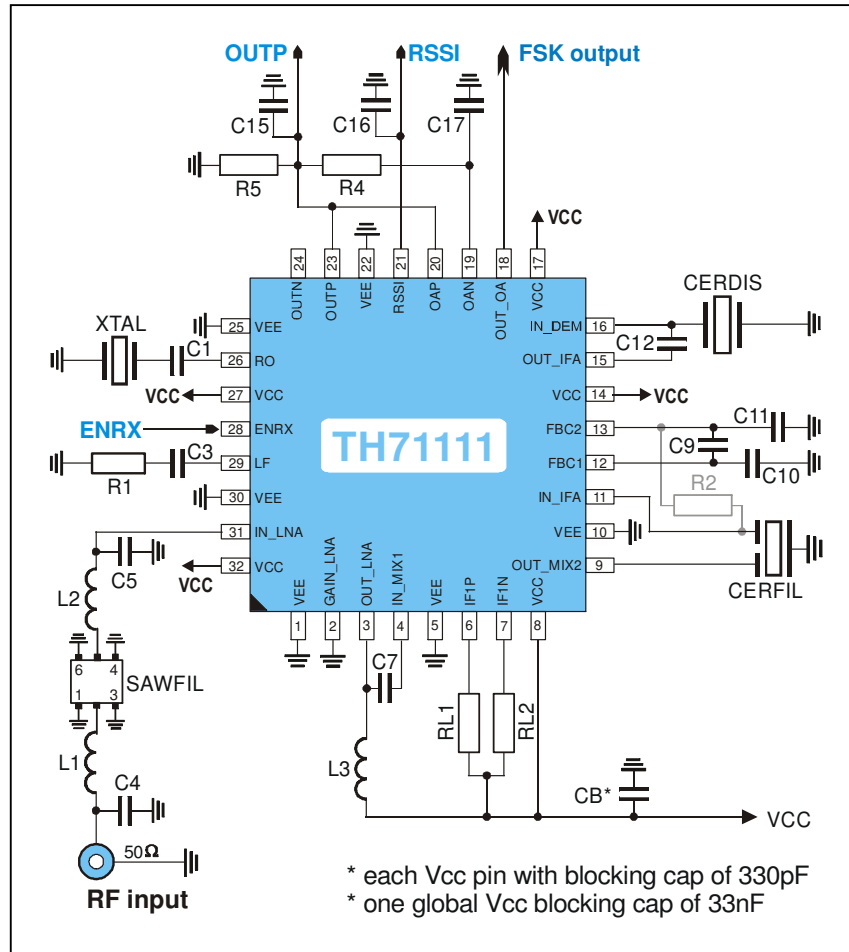 OUTP RSSI FSK output
C15 C16 C17
R5 R4
VCC
24 23 22 21 20 19 18 17
OUTN OUTP VEE RSSI OAP OAN OUT_OA VCC
CERDIS
XTAL
C1
25 VEE
26 RO
VCC 27 VCC
ENRX 28 ENRX
C3
R1
29 LF
30 VEE
31 IN_LNA
VCC 32 VCC
TH71111
IN_DEM 16
C12
OUT_IFA 15
VCC 14 VCC
FBC2 13
C11
C9
FBC1 12
C10
IN_IFA 11
R2
VEE 10
OUT_MIX2 9
CERFIL
VEE GAIN_LNA OUT_LNA IN_MIX1 VEE IF1P IF1N VCC
1 2 3 4 5 6 7 8
C5
L2
6 4
1 3
SAWFIL
L1
C4
50Ω
RF input
C7
L3
RL1 RL2
CB*
VCC
* each Vcc pin with blocking cap of 330pF
* one global Vcc blocking cap of 33nF